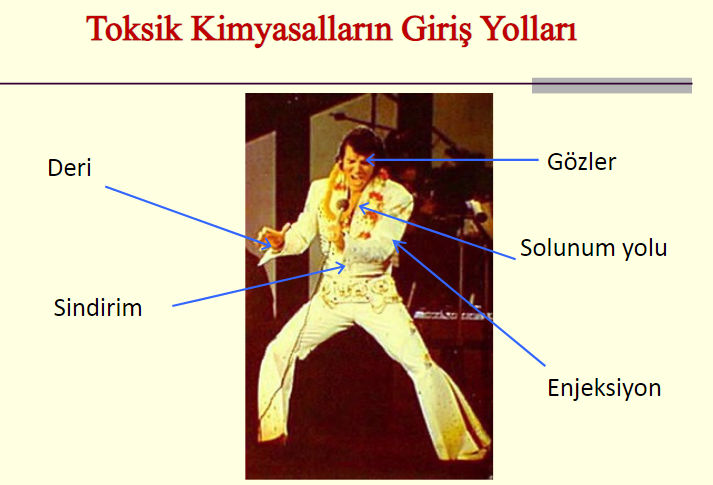 Toksik Kimyasalların Giriş Yolları
Deri
Gözler
Solunum yolu
Sindirim
Enjeksiyon